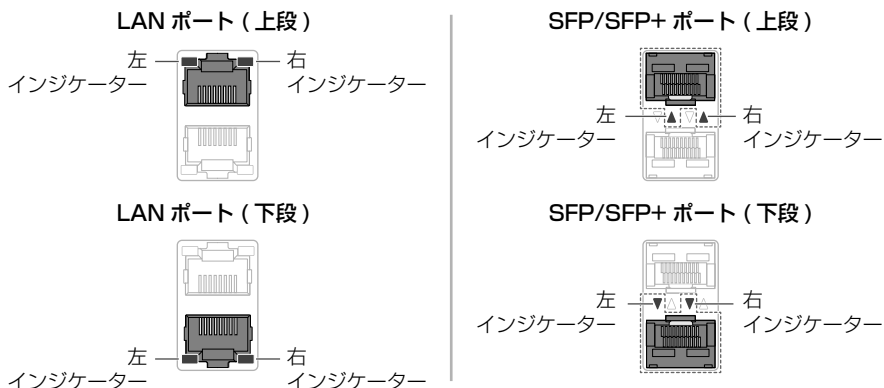 LAN ポート ( 上段 )
左
インジケーター
右
インジケーター
LAN ポート ( 下段 )
左
インジケーター
右
インジケーター
SFP/SFP+ ポート ( 上段 )
左
インジケーター
右
インジケーター
SFP/SFP+ ポート ( 下段 )
左
インジケーター
右
インジケーター